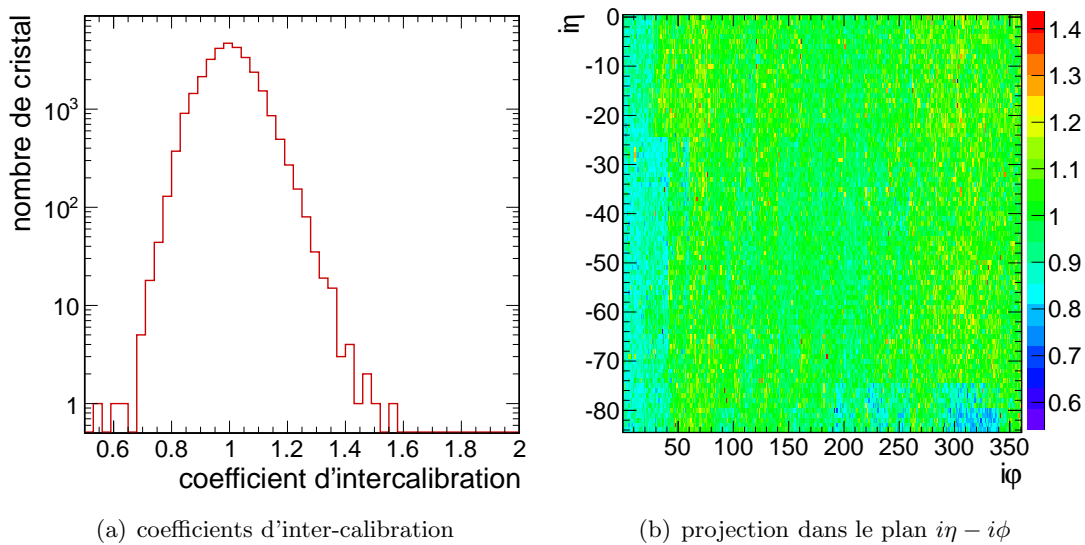 nombre de cristal
10³
10²
10
1
0.6 0.8 1 1.2 1.4 1.6 1.8 2
coefficient d'intercalibration
(a) coefficients d'inter-calibration
iη
0
-10
-20
-30
-40
-50
-60
-70
-80
50 100 150 200 250 300 350
iφ
1.4
1.3
1.2
1.1
1
0.9
0.8
0.7
0.6
(b) projection dans le plan iη − iϕ